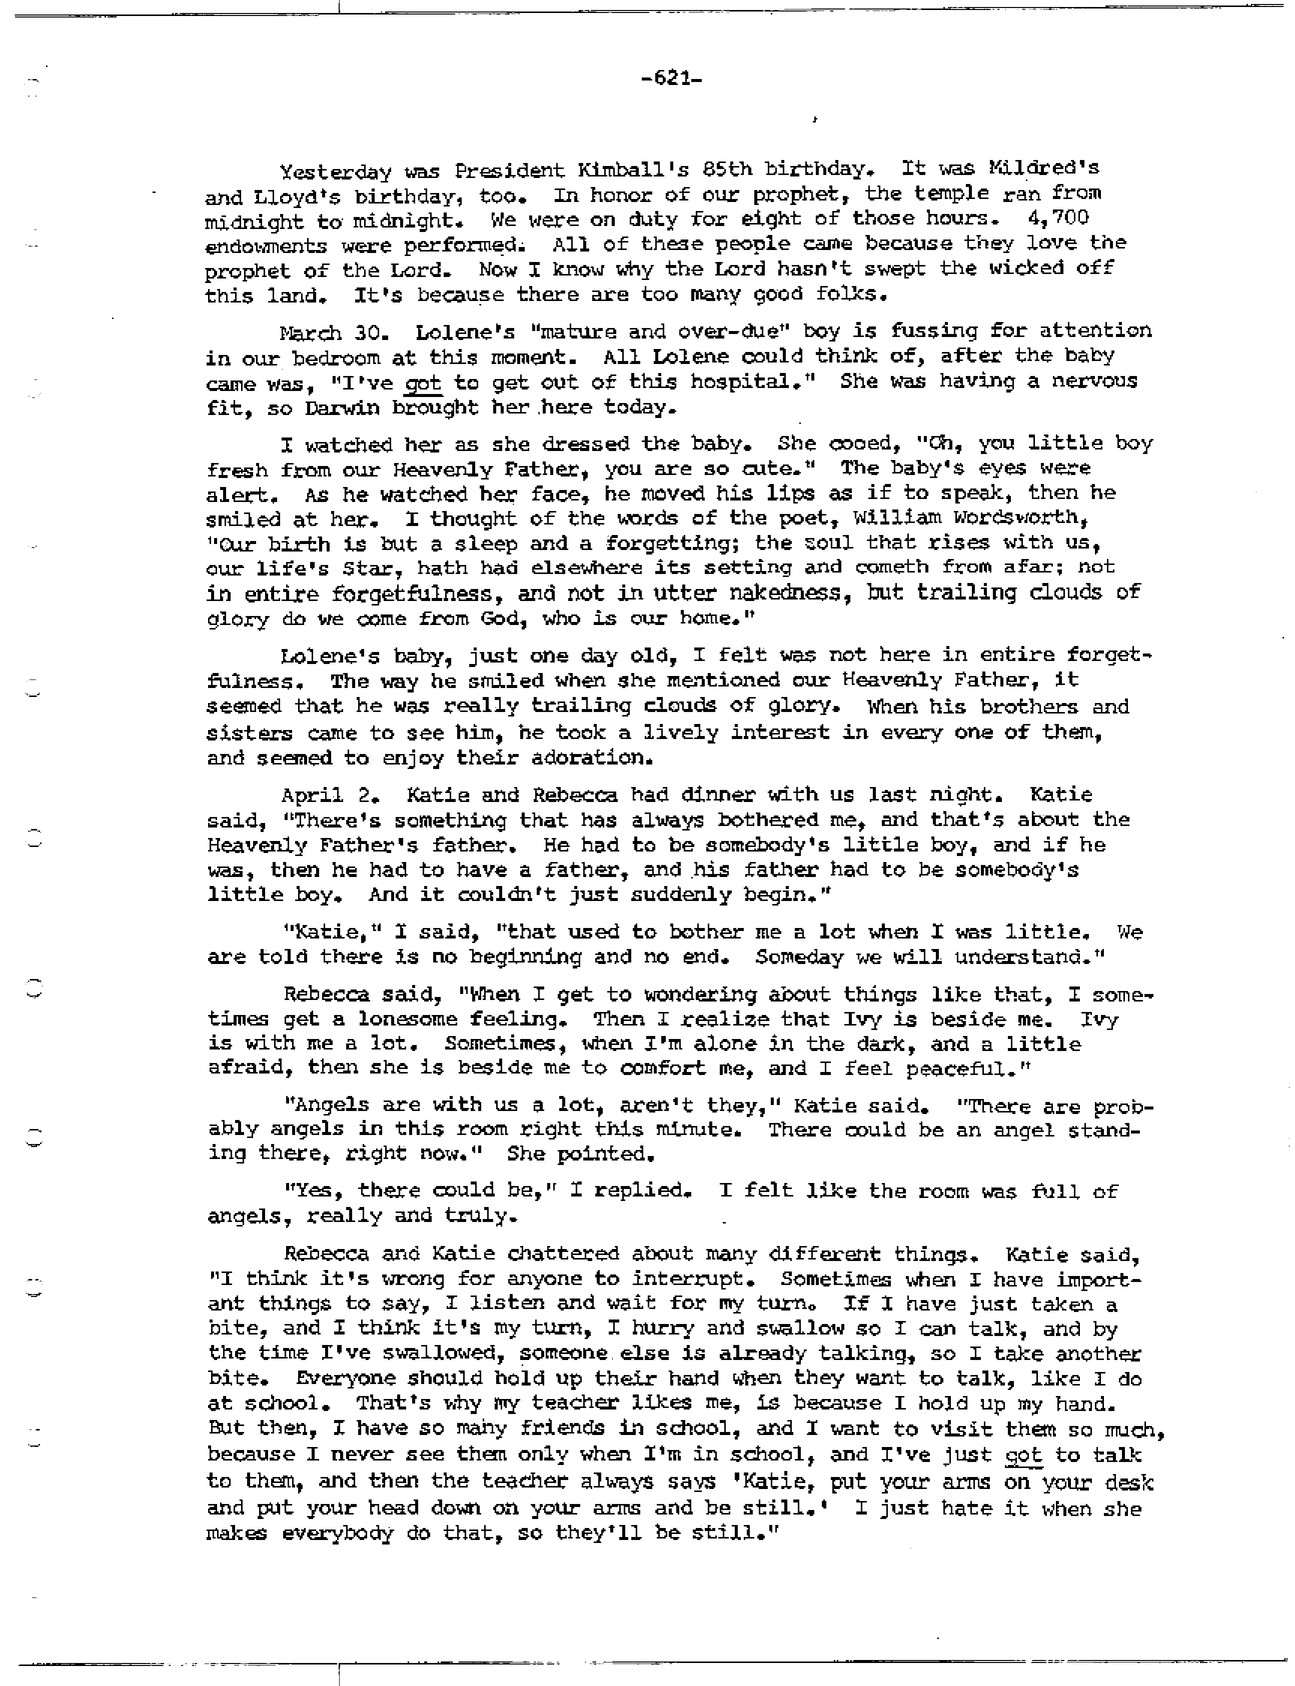 -621-
Yesterday was President Kimball's 85th birthday. It was Mildred's
and Lloyd's birthday, too. In honor of our prophet, the temple ran from
midnight to midnight. We were on duty for eight of those hours. 4,700
endowments were performed. All of these people came because they love the
prophet of the Lord. Now I know why the Lord hasn't swept the wicked off
this land. It's because there are too many good folks.
March 30. Lolene's "mature and over-due" boy is fussing for attention
in our bedroom at this moment. All Lolene could think of, after the baby
came was, "I've got to get out of this hospital." She was having a nervous
fit, so Darwin brought her here today.
I watched her as she dressed the baby. She cooed, "Oh, you little boy
fresh from our Heavenly Father, you are so cute." The baby's eyes were
alert. As he watched her face, he moved his lips as if to speak, then he
smiled at her. I thought of the words of the poet, William Wordsworth,
"Our birth is but a sleep and a forgetting; the soul that rises with us,
our life's Star, hath had elsewhere its setting and cometh from afar; not
in entire forgetfulness, and not in utter nakedness, but trailing clouds of
glory do we come from God, who is our home."
Lolene's baby, just one day old, I felt was not here in entire forget-
fulness. The way he smiled when she mentioned our Heavenly Father, it
seemed that he was really trailing clouds of glory. When his brothers and
sisters came to see him, he took a lively interest in every one of them,
and seemed to enjoy their adoration.
April 2. Katie and Rebecca had dinner with us last night. Katie
said, "There's something that has always bothered me, and that's about the
Heavenly Father's father. He had to be somebody's little boy, and if he
was, then he had to have a father, and his father had to be somebody's
little boy. And it couldn't just suddenly begin."
"Katie," I said, "that used to bother me a lot when I was little. We
are told there is no beginning and no end. Someday we will understand."
Rebecca said, "When I get to wondering about things like that, I some-
times get a lonesome feeling. Then I realize that Ivy is beside me. Ivy
is with me a lot. Sometimes, when I'm alone in the dark, and a little
afraid, then she is beside me to comfort me, and I feel peaceful."
"Angels are with us a lot, aren't they," Katie said. "There are prob-
ably angels in this room right this minute. There could be an angel stand-
ing there, right now." She pointed.
"Yes, there could be," I replied. I felt like the room was full of
angels, really and truly.
Rebecca and Katie chattered about many different things. Katie said,
"I think it's wrong for anyone to interrupt. Sometimes when I have import-
ant things to say, I listen and wait for my turn. If I have just taken a
bite, and I think it's my turn, I hurry and swallow so I can talk, and by
the time I've swallowed, someone else is already talking, so I take another
bite. Everyone should hold up their hand when they want to talk, like I do
at school. That's why my teacher likes me, is because I hold up my hand.
But then, I have so many friends in school, and I want to visit them so much,
because I never see them only when I'm in school, and I've just got to talk
to them, and then the teacher always says 'Katie, put your arms on your desk
and put your head down on your arms and be still.' I just hate it when she
makes everybody do that, so they'll be still."